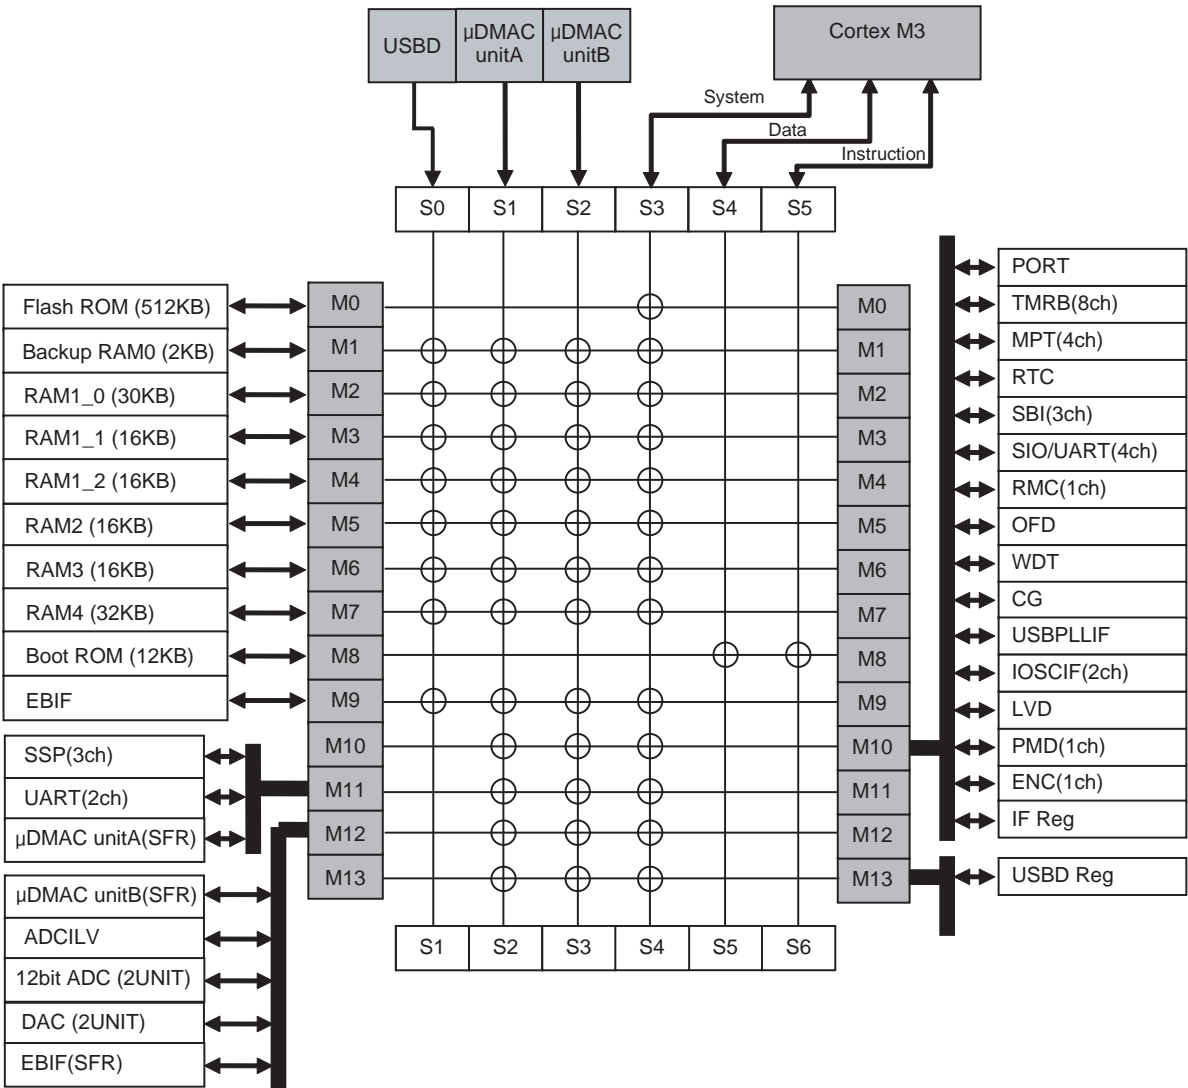 USBD
µDMAC
unitA
µDMAC
unitB
Cortex M3
System
Data
Instruction
S0 S1 S2 S3 S4 S5
Flash ROM (512KB)
Backup RAM0 (2KB)
RAM1_0 (30KB)
RAM1_1 (16KB)
RAM1_2 (16KB)
RAM2 (16KB)
RAM3 (16KB)
RAM4 (32KB)
Boot ROM (12KB)
EBIF
SSP(3ch)
UART(2ch)
µDMAC unitA(SFR)
µDMAC unitB(SFR)
ADCILV
12bit ADC (2UNIT)
DAC (2UNIT)
EBIF(SFR)
M0
M1
M2
M3
M4
M5
M6
M7
M8
M9
M10
M11
M12
M13
M0
M1
M2
M3
M4
M5
M6
M7
M8
M9
M10
M11
M12
M13
PORT
TMRB(8ch)
MPT(4ch)
RTC
SBI(3ch)
SIO/UART(4ch)
RMC(1ch)
OFD
WDT
CG
USBPLLIF
IOSCIF(2ch)
LVD
PMD(1ch)
ENC(1ch)
IF Reg
USBD Reg
S1 S2 S3 S4 S5 S6